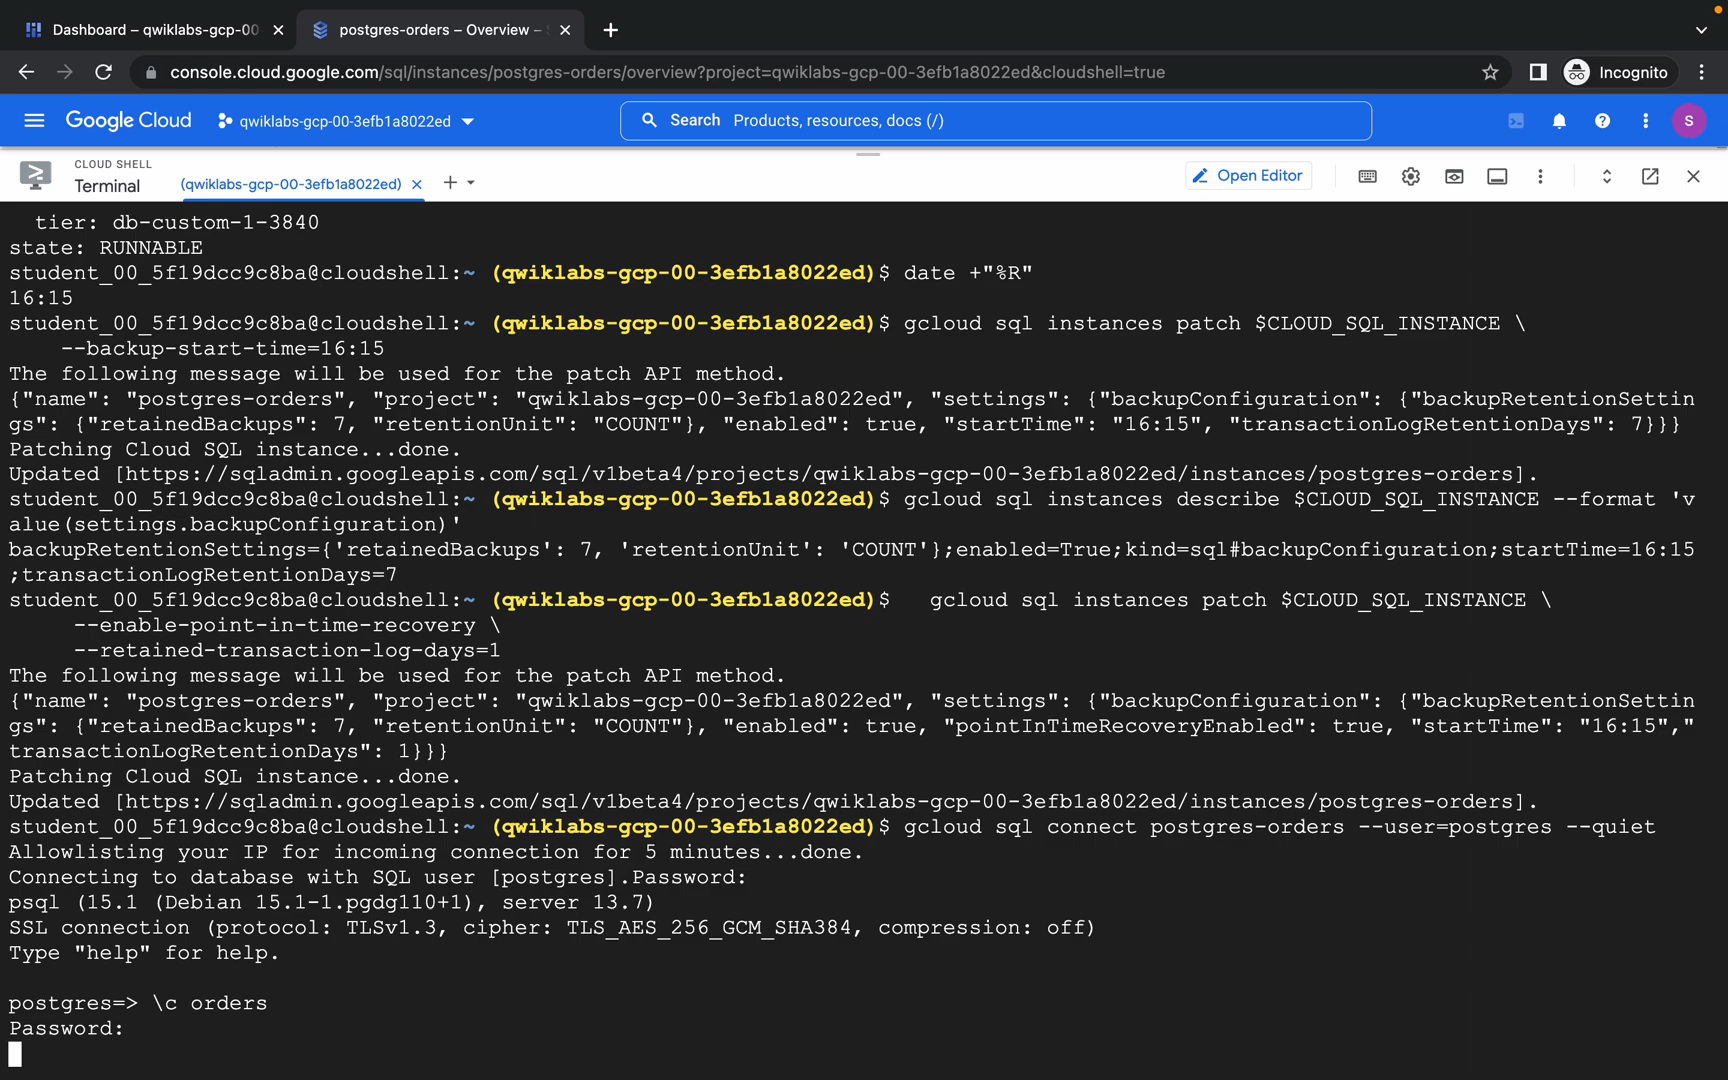 Dashboard – qwiklabs-gcp-00
postgres-orders – Overview –
console.cloud.google.com/sql/instances/postgres-orders/overview?project=qwiklabs-gcp-00-3efb1a8022ed&cloudshell=true
Incognito
Google Cloud
qwiklabs-gcp-00-3efb1a8022ed
Search Products, resources, docs (/)
S
CLOUD SHELL
Terminal
(qwiklabs-gcp-00-3efb1a8022ed)
Open Editor
  tier: db-custom-1-3840
state: RUNNABLE
student_00_5f19dcc9c8ba@cloudshell:~ (qwiklabs-gcp-00-3efb1a8022ed)$ date +"%R"
16:15
student_00_5f19dcc9c8ba@cloudshell:~ (qwiklabs-gcp-00-3efb1a8022ed)$ gcloud sql instances patch $CLOUD_SQL_INSTANCE \
    --backup-start-time=16:15
The following message will be used for the patch API method.
{"name": "postgres-orders", "project": "qwiklabs-gcp-00-3efb1a8022ed", "settings": {"backupConfiguration": {"backupRetentionSettin
gs": {"retainedBackups": 7, "retentionUnit": "COUNT"}, "enabled": true, "startTime": "16:15", "transactionLogRetentionDays": 7}}}
Patching Cloud SQL instance...done.
Updated [https://sqladmin.googleapis.com/sql/v1beta4/projects/qwiklabs-gcp-00-3efb1a8022ed/instances/postgres-orders].
student_00_5f19dcc9c8ba@cloudshell:~ (qwiklabs-gcp-00-3efb1a8022ed)$ gcloud sql instances describe $CLOUD_SQL_INSTANCE --format 'v
alue(settings.backupConfiguration)'
backupRetentionSettings={'retainedBackups': 7, 'retentionUnit': 'COUNT'};enabled=True;kind=sql#backupConfiguration;startTime=16:15
;transactionLogRetentionDays=7
student_00_5f19dcc9c8ba@cloudshell:~ (qwiklabs-gcp-00-3efb1a8022ed)$   gcloud sql instances patch $CLOUD_SQL_INSTANCE \
     --enable-point-in-time-recovery \
     --retained-transaction-log-days=1
The following message will be used for the patch API method.
{"name": "postgres-orders", "project": "qwiklabs-gcp-00-3efb1a8022ed", "settings": {"backupConfiguration": {"backupRetentionSettin
gs": {"retainedBackups": 7, "retentionUnit": "COUNT"}, "enabled": true, "pointInTimeRecoveryEnabled": true, "startTime": "16:15","
transactionLogRetentionDays": 1}}}
Patching Cloud SQL instance...done.
Updated [https://sqladmin.googleapis.com/sql/v1beta4/projects/qwiklabs-gcp-00-3efb1a8022ed/instances/postgres-orders].
student_00_5f19dcc9c8ba@cloudshell:~ (qwiklabs-gcp-00-3efb1a8022ed)$ gcloud sql connect postgres-orders --user=postgres --quiet
Allowlisting your IP for incoming connection for 5 minutes...done.
Connecting to database with SQL user [postgres].Password:
psql (15.1 (Debian 15.1-1.pgdg110+1), server 13.7)
SSL connection (protocol: TLSv1.3, cipher: TLS_AES_256_GCM_SHA384, compression: off)
Type "help" for help.

postgres=> \c orders
Password: